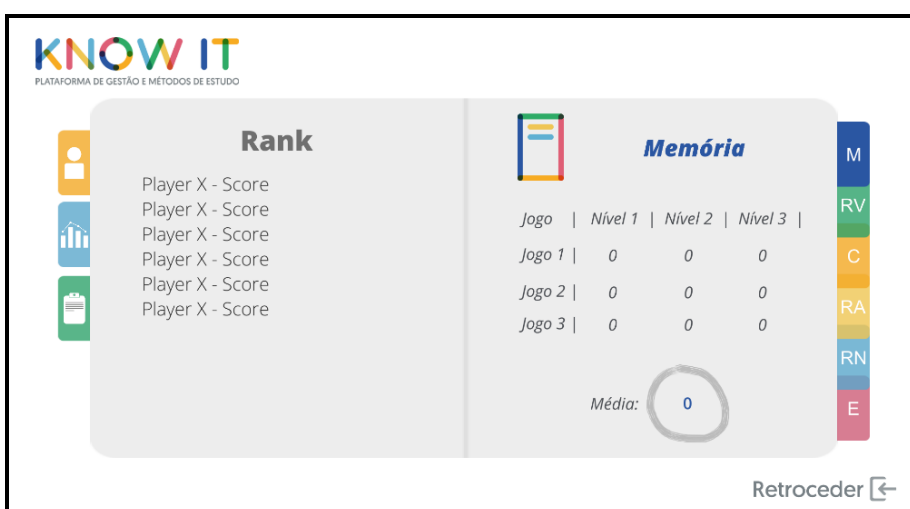 KNOW IT
PLATAFORMA DE GESTÃO E MÉTODOS DE ESTUDO
Rank
Player X - Score
Player X - Score
Player X - Score
Player X - Score
Player X - Score
Player X - Score
Memória
Jogo | Nível 1 | Nível 2 | Nível 3 |
Jogo 1 | 0 0 0
Jogo 2 | 0 0 0
Jogo 3 | 0 0 0
Média: 0
M
RV
C
RA
RN
E
Retroceder